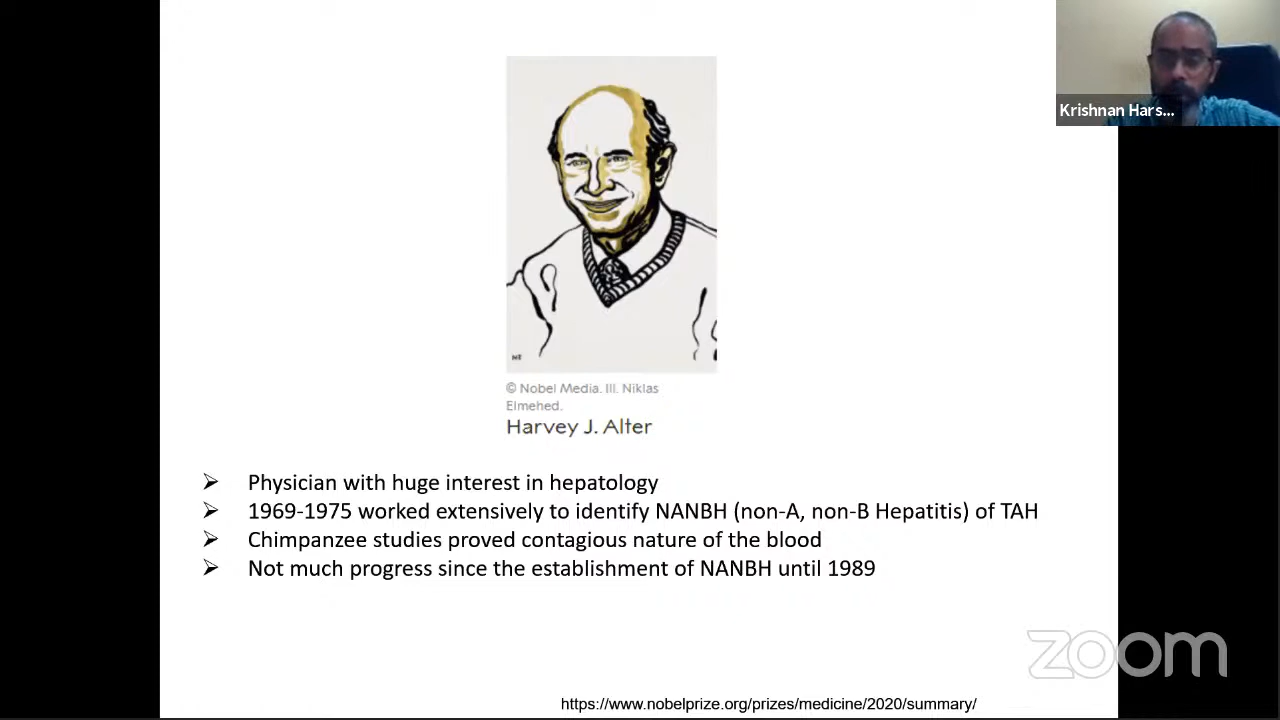 Krishnan Hars...
© Nobel Media. Ill. Niklas
Elmehed.
Harvey J. Alter
➢ Physician with huge interest in hepatology
➢ 1969-1975 worked extensively to identify NANBH (non-A, non-B Hepatitis) of TAH
➢ Chimpanzee studies proved contagious nature of the blood
➢ Not much progress since the establishment of NANBH until 1989
zoom
https://www.nobelprize.org/prizes/medicine/2020/summary/